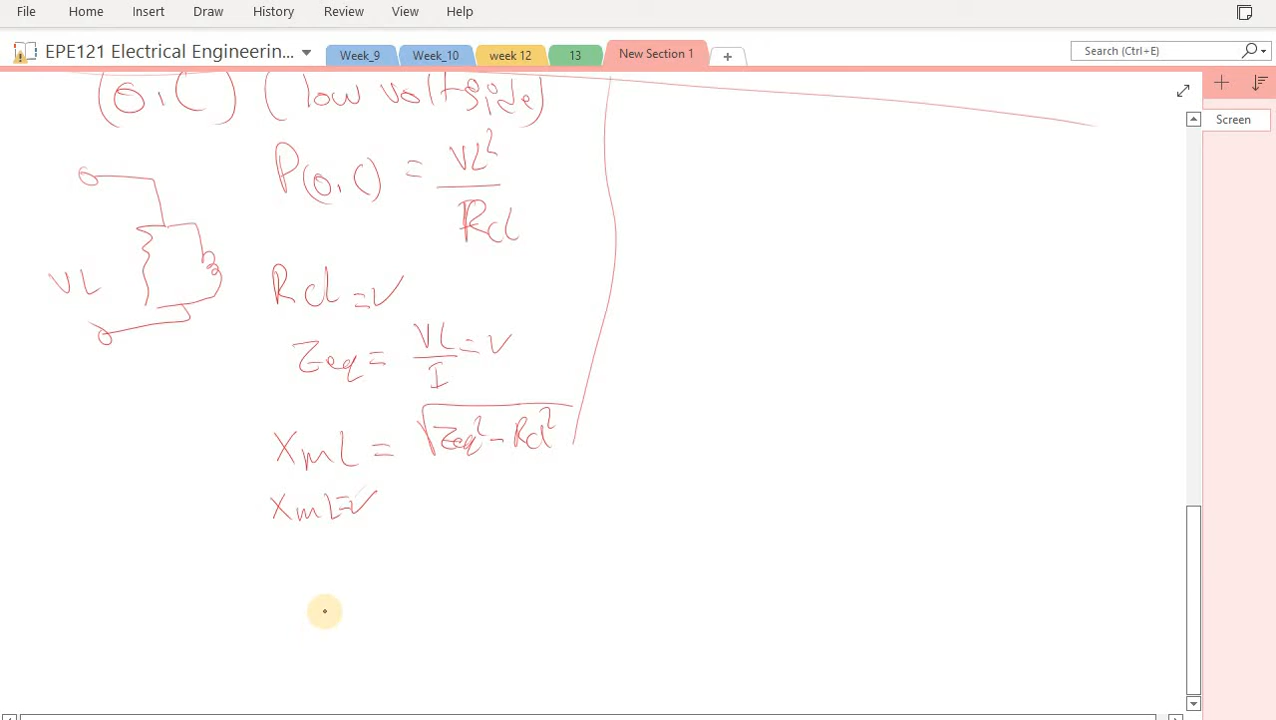 File Home Insert Draw History Review View Help
EPE121 Electrical Engineerin... Week_9 Week_10 week 12 13 New Section 1 Search (Ctrl+E)
Screen
(O.C) (low voltage side)
P(O.C) = VL²/RcL
VL
RcL = ✓
Zeq = VL/I = ✓
XmL = √Zeq² - RcL²
XmL = ✓